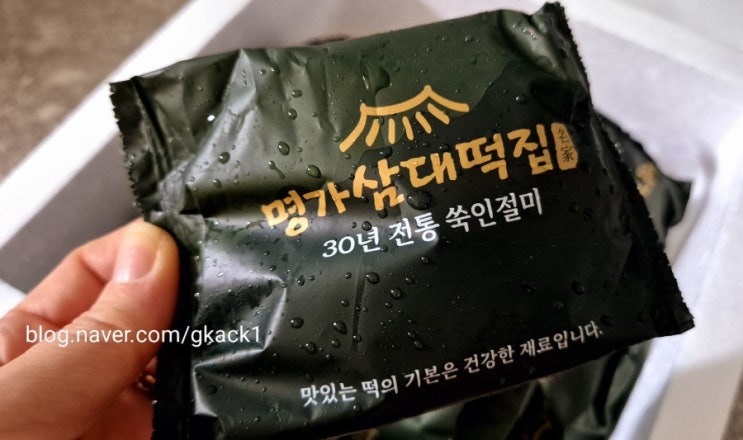 명가삼대떡집 名家
30년 전통 쑥인절미
blog.naver.com/gkack1
맛있는 떡의 기본은 건강한 재료입니다.